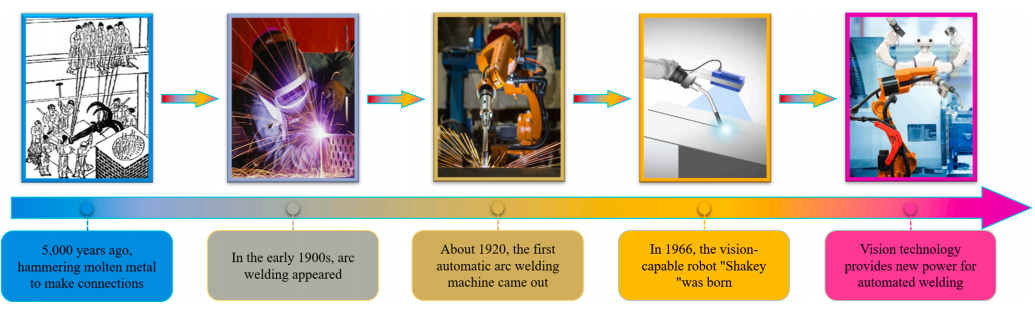 5,000 years ago,
hammering molten metal
to make connections
In the early 1900s, arc
welding appeared
About 1920, the first
automatic arc welding
machine came out
In 1966, the vision-
capable robot "Shakey
"was born
Vision technology
provides new power for
automated welding